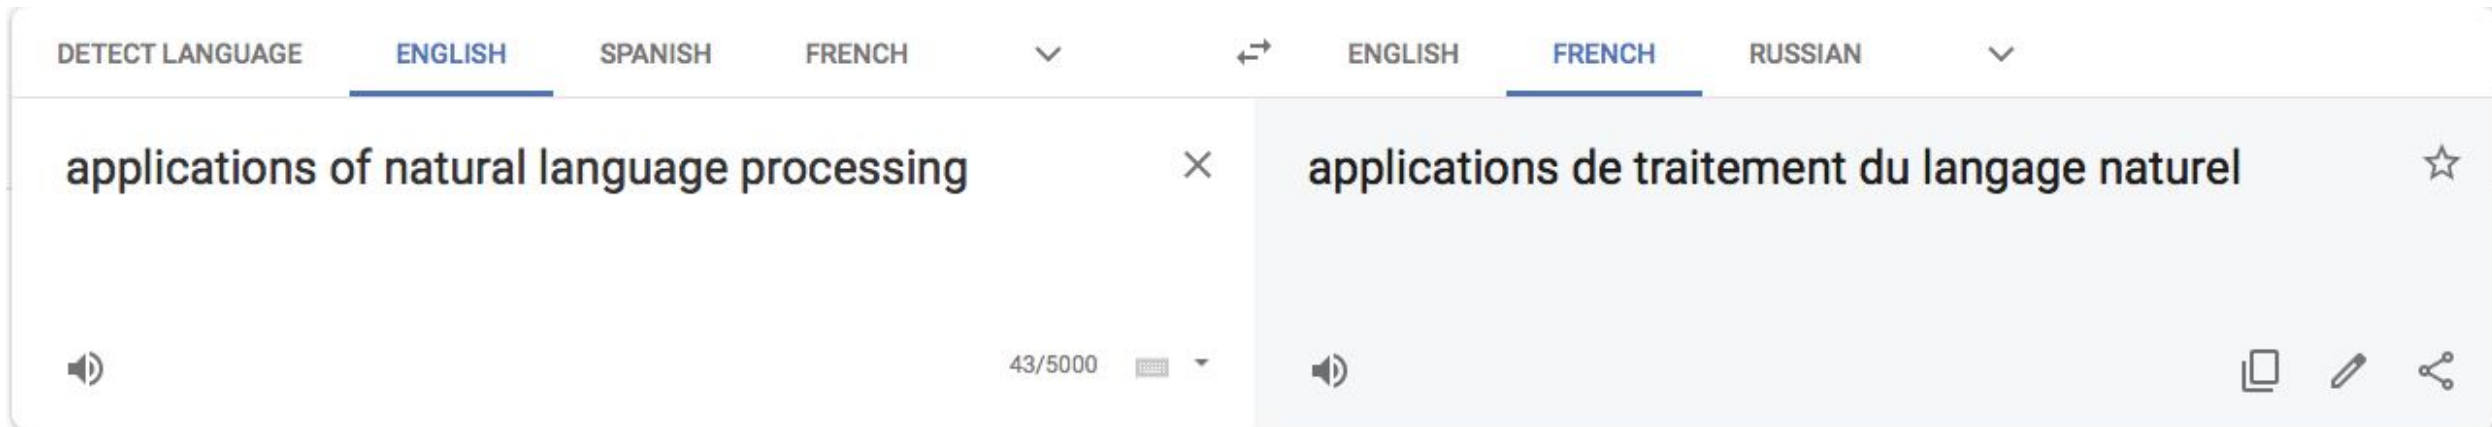 DETECT LANGUAGE ENGLISH SPANISH FRENCH ENGLISH FRENCH RUSSIAN
applications of natural language processing
applications de traitement du langage naturel
43/5000